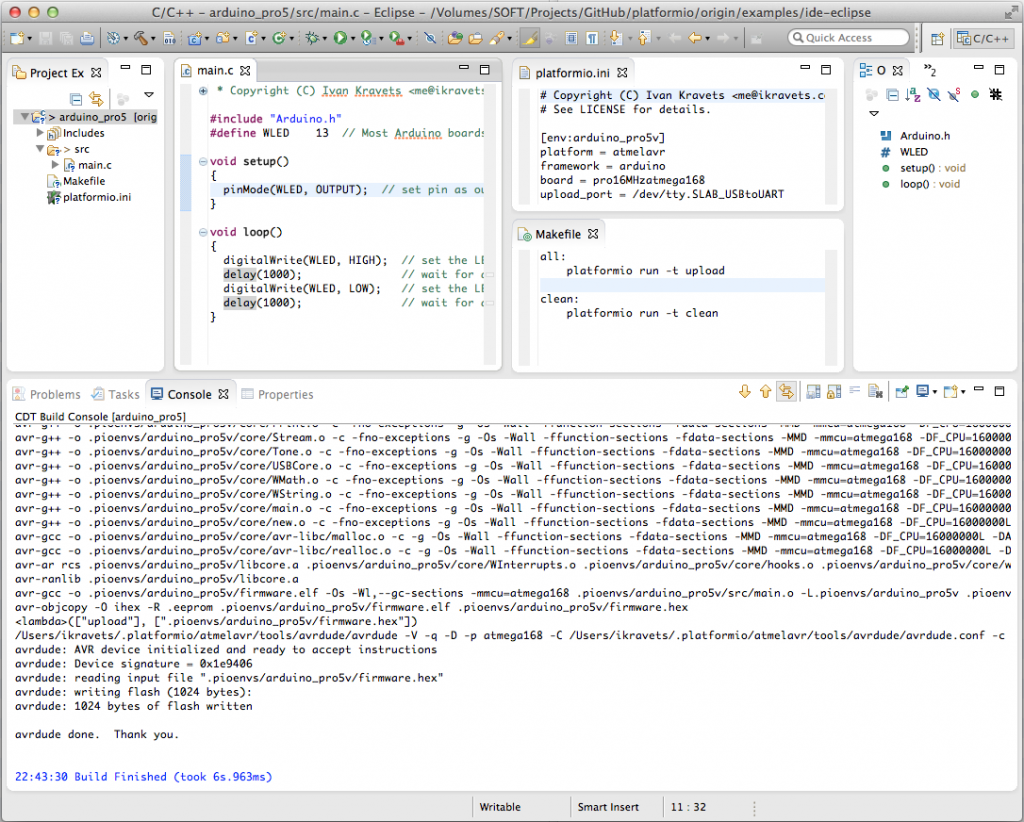 C/C++ – arduino_pro5/src/main.c – Eclipse – /Volumes/SOFT/Projects/GitHub/platformio/origin/examples/ide-eclipse
Quick Access
C/C++
Project Ex
> arduino_pro5 [orig
Includes
> src
main.c
Makefile
platformio.ini
main.c
* Copyright (C) Ivan Kravets <me@ikravets
#include "Arduino.h"
#define WLED 13 // Most Arduino boards
void setup()
{
pinMode(WLED, OUTPUT); // set pin as ou
}
void loop()
{
digitalWrite(WLED, HIGH); // set the LE
delay(1000); // wait for a
digitalWrite(WLED, LOW); // set the LE
delay(1000); // wait for a
}
platformio.ini
# Copyright (C) Ivan Kravets <me@ikravets.co
# See LICENSE for details.
[env:arduino_pro5v]
platform = atmelavr
framework = arduino
board = pro16MHzatmega168
upload_port = /dev/tty.SLAB_USBtoUART
Makefile
all:
platformio run -t upload
clean:
platformio run -t clean
O
2
Arduino.h
WLED
setup() : void
loop() : void
Problems
Tasks
Console
Properties
CDT Build Console [arduino_pro5]
avr-g++ -o .pioenvs/arduino_pro5v/core/Stream.o -c -fno-exceptions -g -Os -Wall -ffunction-sections -fdata-sections -MMD -mmcu=atmega168 -DF_CPU=160000
avr-g++ -o .pioenvs/arduino_pro5v/core/Tone.o -c -fno-exceptions -g -Os -Wall -ffunction-sections -fdata-sections -MMD -mmcu=atmega168 -DF_CPU=16000000
avr-g++ -o .pioenvs/arduino_pro5v/core/USBCore.o -c -fno-exceptions -g -Os -Wall -ffunction-sections -fdata-sections -MMD -mmcu=atmega168 -DF_CPU=16000
avr-g++ -o .pioenvs/arduino_pro5v/core/WMath.o -c -fno-exceptions -g -Os -Wall -ffunction-sections -fdata-sections -MMD -mmcu=atmega168 -DF_CPU=1600000
avr-g++ -o .pioenvs/arduino_pro5v/core/WString.o -c -fno-exceptions -g -Os -Wall -ffunction-sections -fdata-sections -MMD -mmcu=atmega168 -DF_CPU=16000
avr-g++ -o .pioenvs/arduino_pro5v/core/main.o -c -fno-exceptions -g -Os -Wall -ffunction-sections -fdata-sections -MMD -mmcu=atmega168 -DF_CPU=16000000
avr-g++ -o .pioenvs/arduino_pro5v/core/new.o -c -fno-exceptions -g -Os -Wall -ffunction-sections -fdata-sections -MMD -mmcu=atmega168 -DF_CPU=16000000L
avr-gcc -o .pioenvs/arduino_pro5v/core/avr-libc/malloc.o -c -g -Os -Wall -ffunction-sections -fdata-sections -MMD -mmcu=atmega168 -DF_CPU=16000000L -DA
avr-gcc -o .pioenvs/arduino_pro5v/core/avr-libc/realloc.o -c -g -Os -Wall -ffunction-sections -fdata-sections -MMD -mmcu=atmega168 -DF_CPU=16000000L -D
avr-ar rcs .pioenvs/arduino_pro5v/libcore.a .pioenvs/arduino_pro5v/core/WInterrupts.o .pioenvs/arduino_pro5v/core/hooks.o .pioenvs/arduino_pro5v/core/w
avr-ranlib .pioenvs/arduino_pro5v/libcore.a
avr-gcc -o .pioenvs/arduino_pro5v/firmware.elf -Os -Wl,--gc-sections -mmcu=atmega168 .pioenvs/arduino_pro5v/src/main.o -L.pioenvs/arduino_pro5v .pioenv
avr-objcopy -O ihex -R .eeprom .pioenvs/arduino_pro5v/firmware.elf .pioenvs/arduino_pro5v/firmware.hex
<lambda>(["upload"], [".pioenvs/arduino_pro5v/firmware.hex"])
/Users/ikravets/.platformio/atmelavr/tools/avrdude/avrdude -V -q -D -p atmega168 -C /Users/ikravets/.platformio/atmelavr/tools/avrdude/avrdude.conf -c
avrdude: AVR device initialized and ready to accept instructions
avrdude: Device signature = 0x1e9406
avrdude: reading input file ".pioenvs/arduino_pro5v/firmware.hex"
avrdude: writing flash (1024 bytes):
avrdude: 1024 bytes of flash written
avrdude done. Thank you.
22:43:30 Build Finished (took 6s.963ms)
Writable
Smart Insert
11 : 32